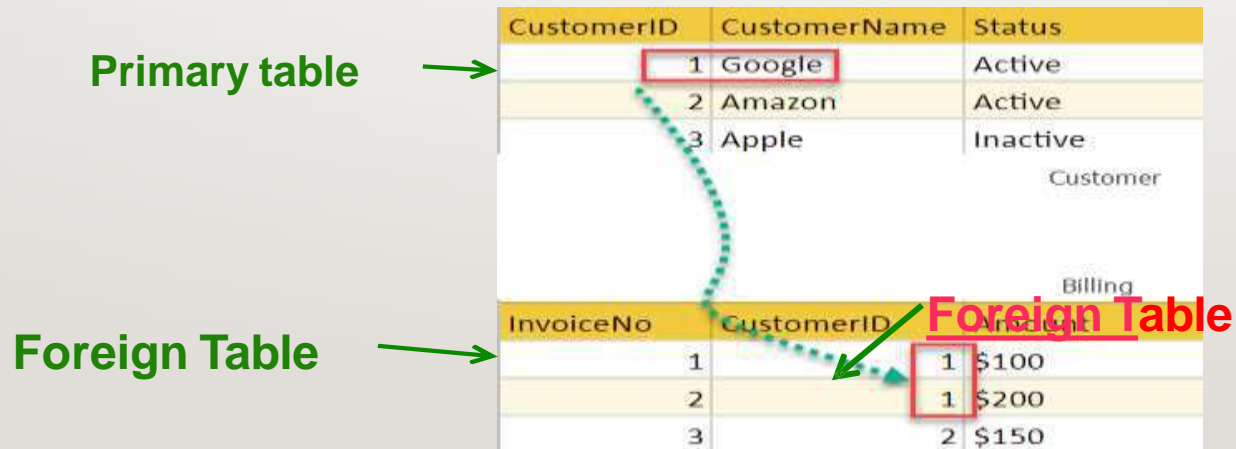 CustomerID CustomerName Status
Primary table
1 Google Active
2 Amazon Active
3 Apple Inactive
Customer
Billing
Foreign Table
InvoiceNo CustomerID Amount
Foreign Table
1 1 $100
2 1 $200
3 2 $150